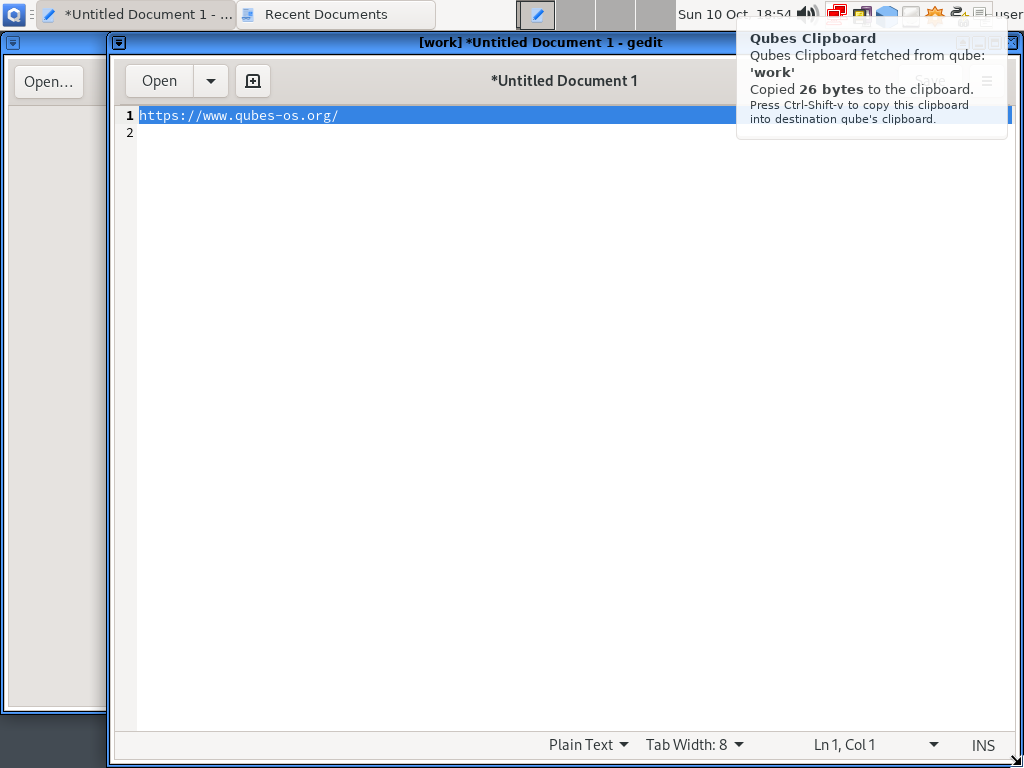 *Untitled Document 1 - ...
Recent Documents
Sun 10 Oct, 18:54
user
[work] *Untitled Document 1 - gedit
Open...
Open
*Untitled Document 1
Save
Qubes Clipboard
Qubes Clipboard fetched from qube:
'work'
Copied 26 bytes to the clipboard.
Press Ctrl-Shift-v to copy this clipboard
into destination qube's clipboard.
1 https://www.qubes-os.org/
2
Plain Text
Tab Width: 8
Ln 1, Col 1
INS